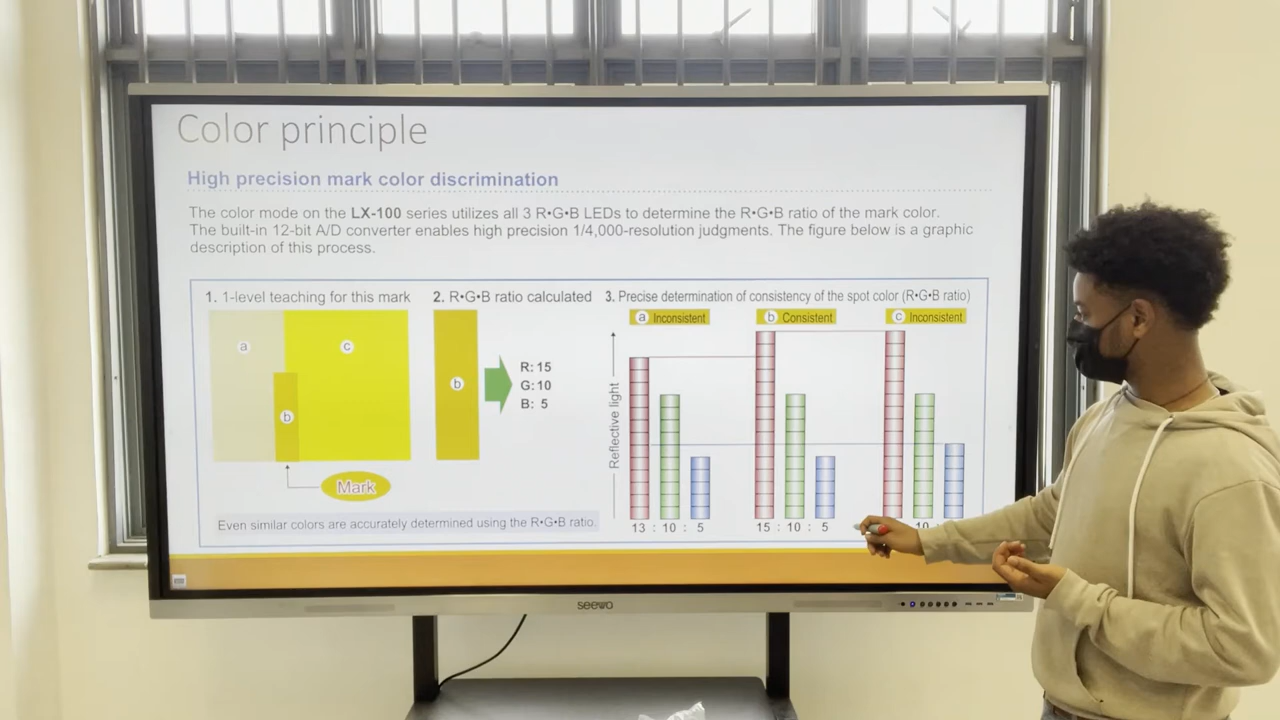 Color principle
High precision mark color discrimination
The color mode on the LX-100 series utilizes all 3 R•G•B LEDs to determine the R•G•B ratio of the mark color.
The built-in 12-bit A/D converter enables high precision 1/4,000-resolution judgments. The figure below is a graphic
description of this process.
1. 1-level teaching for this mark
a
c
b
Mark
Even similar colors are accurately determined using the R•G•B ratio.
2. R•G•B ratio calculated
b
R: 15
G: 10
B: 5
3. Precise determination of consistency of the spot color (R•G•B ratio)
a Inconsistent
b Consistent
c Inconsistent
Reflective light
13 : 10 : 5
15 : 10 : 5
10 :
seewo